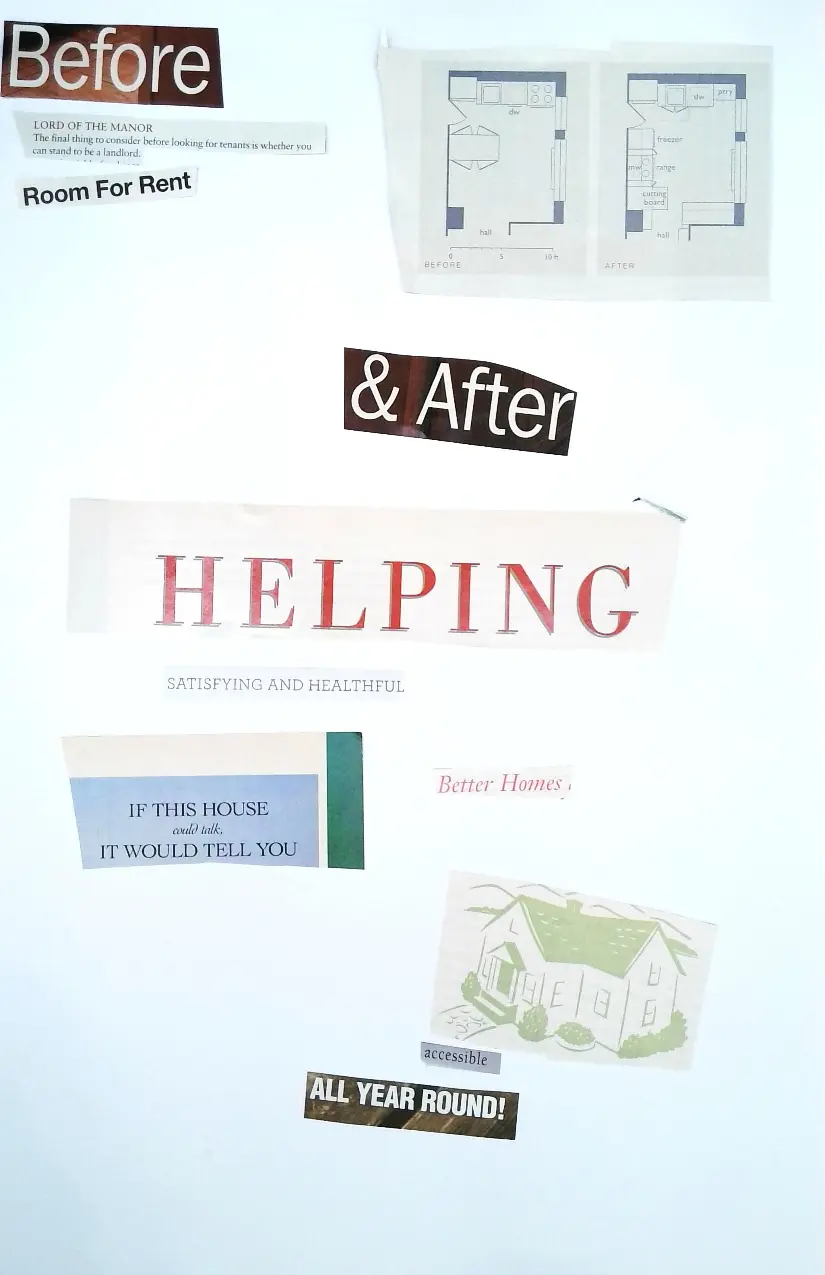 Before
LORD OF THE MANOR
The final thing to consider before looking for tenants is whether you
can stand to be a landlord.
Room For Rent
dw
hall
0 5 10 ft
BEFORE
dw ptry
freezer
mw range
cutting
board
hall
AFTER
& After
HELPING
SATISFYING AND HEALTHFUL
IF THIS HOUSE
could talk,
IT WOULD TELL YOU
Better Homes
accessible
ALL YEAR ROUND!